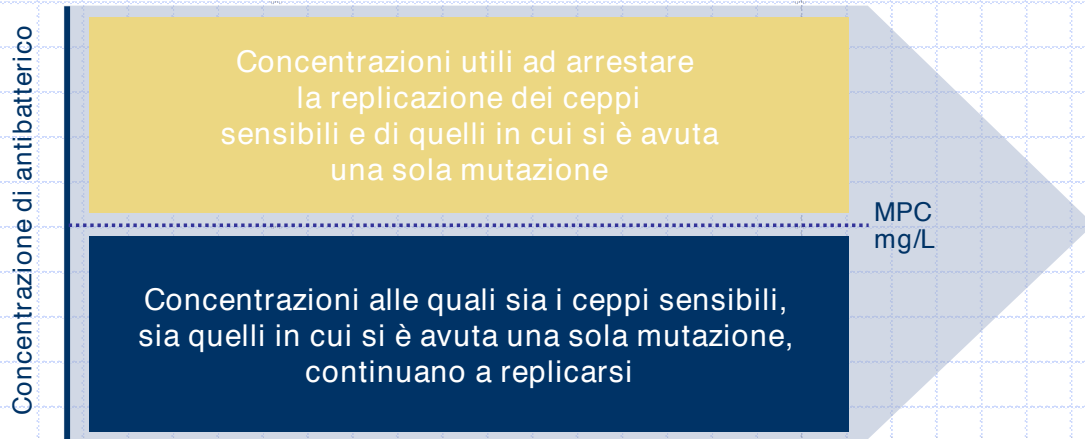 Concentrazione di antibatterico
Concentrazioni utili ad arrestare
la replicazione dei ceppi
sensibili e di quelli in cui si è avuta
una sola mutazione
MPC
mg/L
Concentrazioni alle quali sia i ceppi sensibili,
sia quelli in cui si è avuta una sola mutazione,
continuano a replicarsi